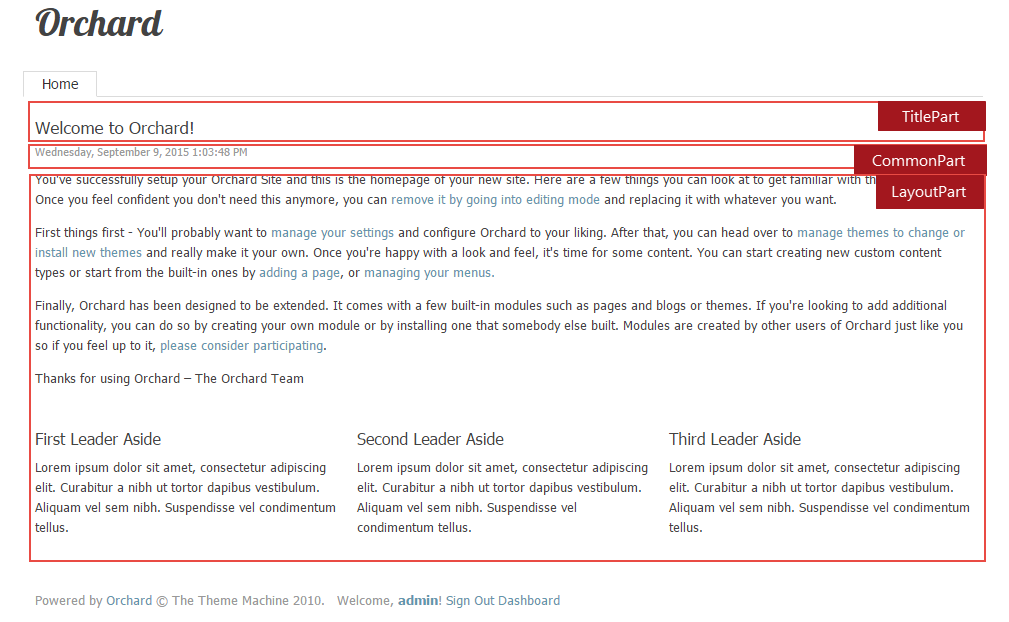 Orchard
Home
Welcome to Orchard!
TitlePart
Wednesday, September 9, 2015 1:03:48 PM
CommonPart
You've successfully setup your Orchard Site and this is the homepage of your new site. Here are a few things you can look at to get familiar with
LayoutPart
Once you feel confident you don't need this anymore, you can remove it by going into editing mode and replacing it with whatever you want.
First things first - You'll probably want to manage your settings and configure Orchard to your liking. After that, you can head over to manage themes to change or
install new themes and really make it your own. Once you're happy with a look and feel, it's time for some content. You can start creating new custom content
types or start from the built-in ones by adding a page, or managing your menus.
Finally, Orchard has been designed to be extended. It comes with a few built-in modules such as pages and blogs or themes. If you're looking to add additional
functionality, you can do so by creating your own module or by installing one that somebody else built. Modules are created by other users of Orchard just like you
so if you feel up to it, please consider participating.
Thanks for using Orchard – The Orchard Team
First Leader Aside
Lorem ipsum dolor sit amet, consectetur adipiscing
elit. Curabitur a nibh ut tortor dapibus vestibulum.
Aliquam vel sem nibh. Suspendisse vel condimentum
tellus.
Second Leader Aside
Lorem ipsum dolor sit amet, consectetur adipiscing
elit. Curabitur a nibh ut tortor dapibus vestibulum.
Aliquam vel sem nibh. Suspendisse vel
condimentum tellus.
Third Leader Aside
Lorem ipsum dolor sit amet, consectetur adipiscing
elit. Curabitur a nibh ut tortor dapibus vestibulum.
Aliquam vel sem nibh. Suspendisse vel condimentum
tellus.
Powered by Orchard © The Theme Machine 2010. Welcome, admin! Sign Out Dashboard